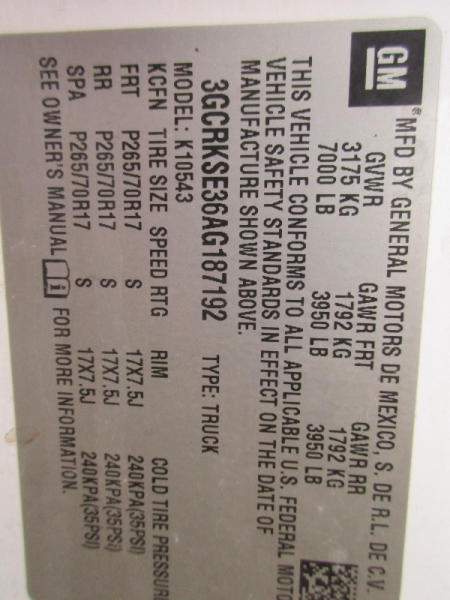 GM
® MFD BY GENERAL MOTORS DE MEXICO, S. DE R.L. DE C.V.
GVWR GAWR FRT GAWR RR
3175 KG 1792 KG 1792 KG
7000 LB 3950 LB 3950 LB
THIS VEHICLE CONFORMS TO ALL APPLICABLE U.S. FEDERAL MOTO
VEHICLE SAFETY STANDARDS IN EFFECT ON THE DATE OF
MANUFACTURE SHOWN ABOVE.
3GCRKSE36AG187192 TYPE: TRUCK
MODEL: K10543
KCFN TIRE SIZE SPEED RTG RIM COLD TIRE PRESSURE
FRT P265/70R17 S 17X7.5J 240KPA(35PSI)
RR P265/70R17 S 17X7.5J 240KPA(35PSI)
SPA P265/70R17 S 17X7.5J 240KPA(35PSI)
SEE OWNER'S MANUAL i FOR MORE INFORMATION.